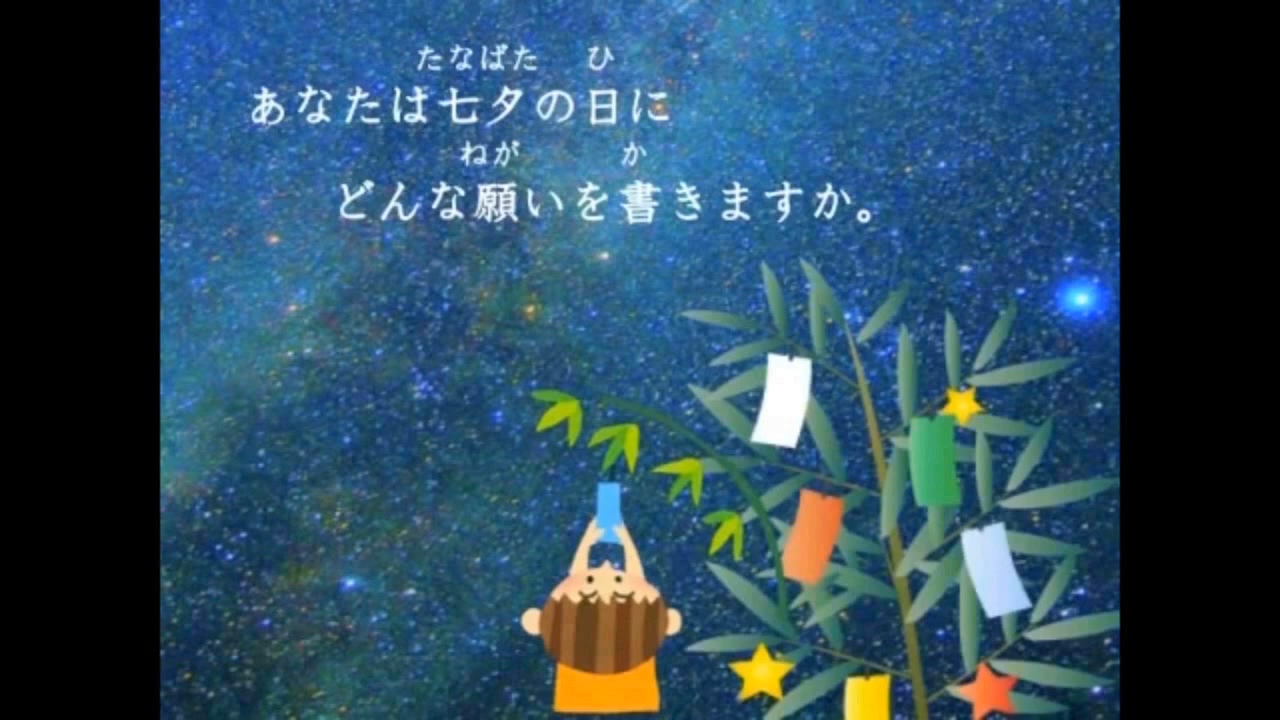 たなばた ひ
あなたは七夕の日に
ねが か
どんな願いを書きますか。